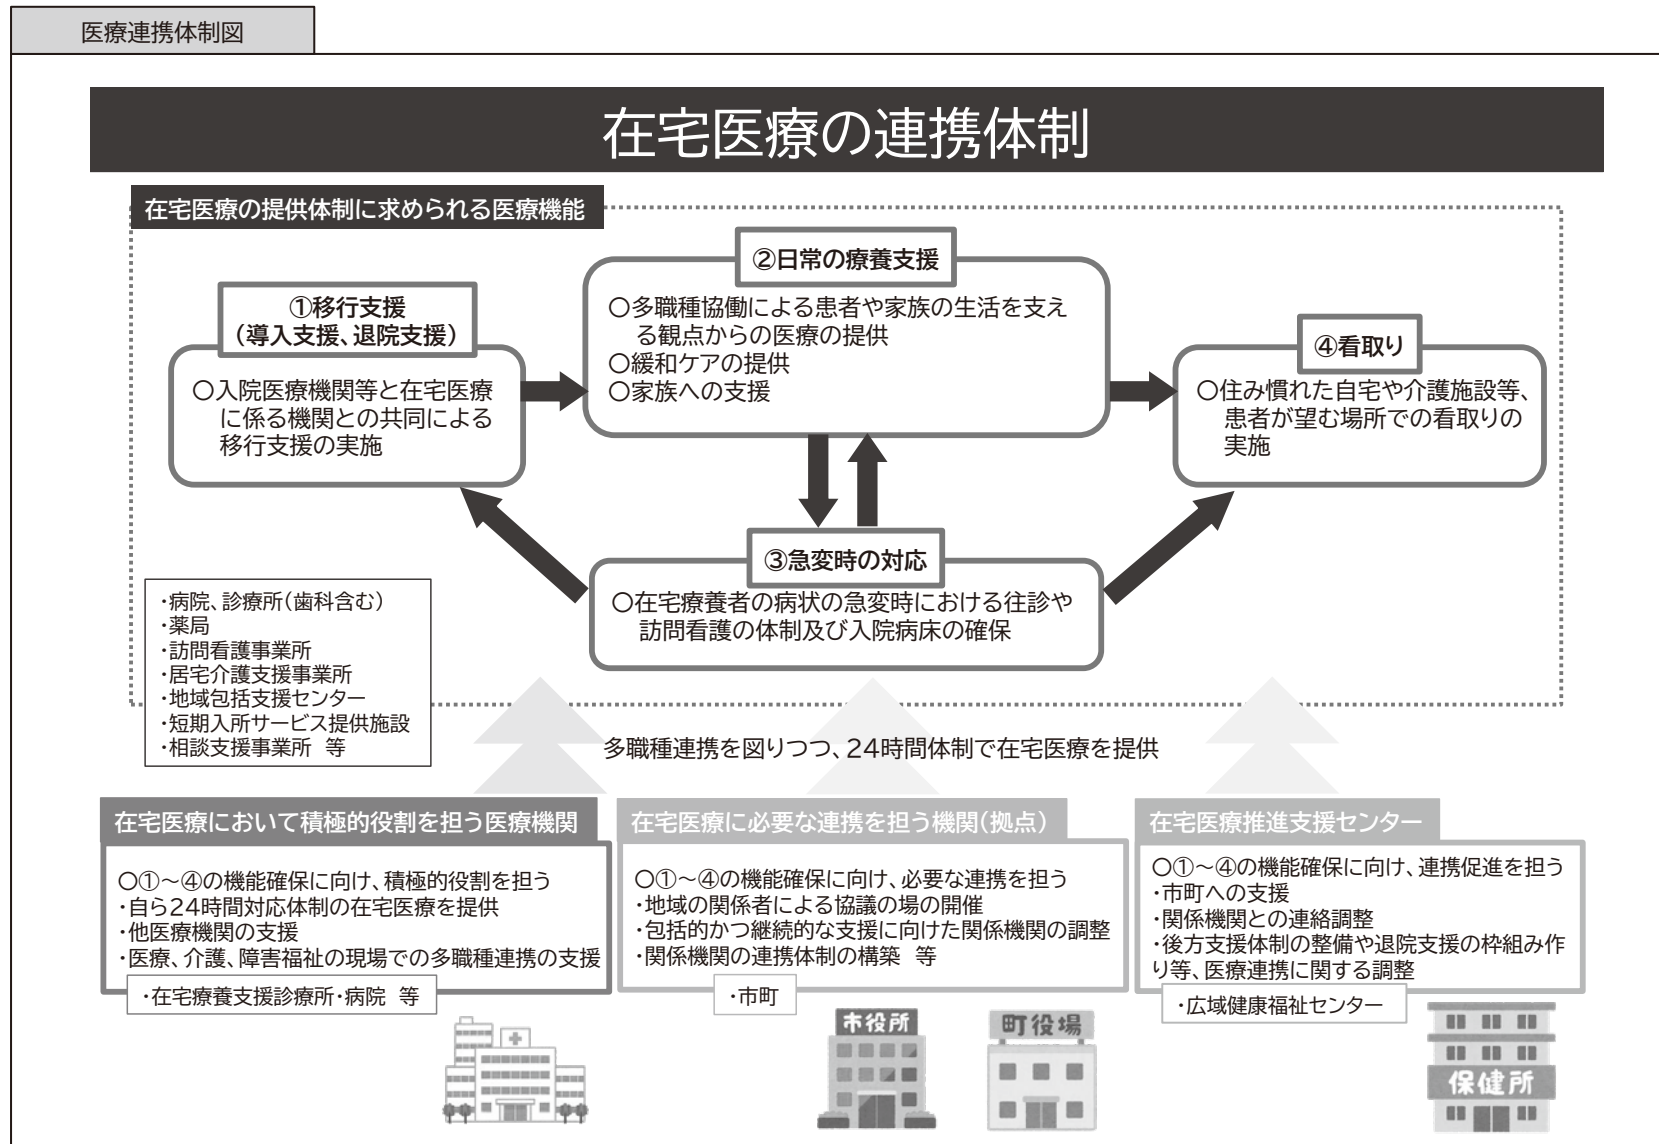 医療連携体制図
在宅医療の連携体制
在宅医療の提供体制に求められる医療機能
①移行支援
(導入支援、退院支援)
〇入院医療機関等と在宅医療
に係る機関との共同による
移行支援の実施
②日常の療養支援
〇多職種協働による患者や家族の生活を支え
る観点からの医療の提供
〇緩和ケアの提供
〇家族への支援
④看取り
〇住み慣れた自宅や介護施設等、
患者が望む場所での看取りの
実施
③急変時の対応
〇在宅療養者の病状の急変時における往診や
訪問看護の体制及び入院病床の確保
・病院、診療所(歯科含む)
・薬局
・訪問看護事業所
・居宅介護支援事業所
・地域包括支援センター
・短期入所サービス提供施設
・相談支援事業所 等
多職種連携を図りつつ、24時間体制で在宅医療を提供
在宅医療において積極的役割を担う医療機関
〇①～④の機能確保に向け、積極的役割を担う
・自ら24時間対応体制の在宅医療を提供
・他医療機関の支援
・医療、介護、障害福祉の現場での多職種連携の支援
・在宅療養支援診療所・病院 等
在宅医療に必要な連携を担う機関(拠点)
〇①～④の機能確保に向け、必要な連携を担う
・地域の関係者による協議の場の開催
・包括的かつ継続的な支援に向けた関係機関の調整
・関係機関の連携体制の構築 等
・市町
市役所
町役場
在宅医療推進支援センター
〇①～④の機能確保に向け、連携促進を担う
・市町への支援
・関係機関との連絡調整
・後方支援体制の整備や退院支援の枠組み作
り等、医療連携に関する調整
・広域健康福祉センター
保健所